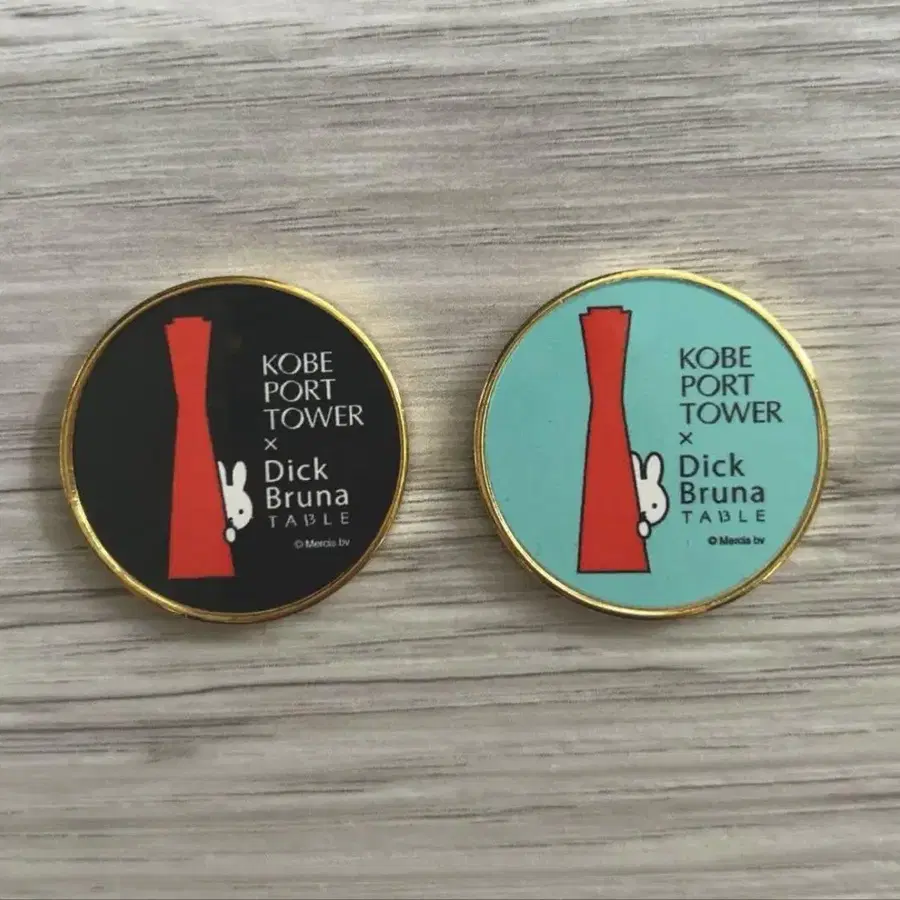 KOBE
PORT
TOWER
×
Dick
Bruna
TABLE
© Mercis bv
KOBE
PORT
TOWER
×
Dick
Bruna
TABLE
© Mercis bv